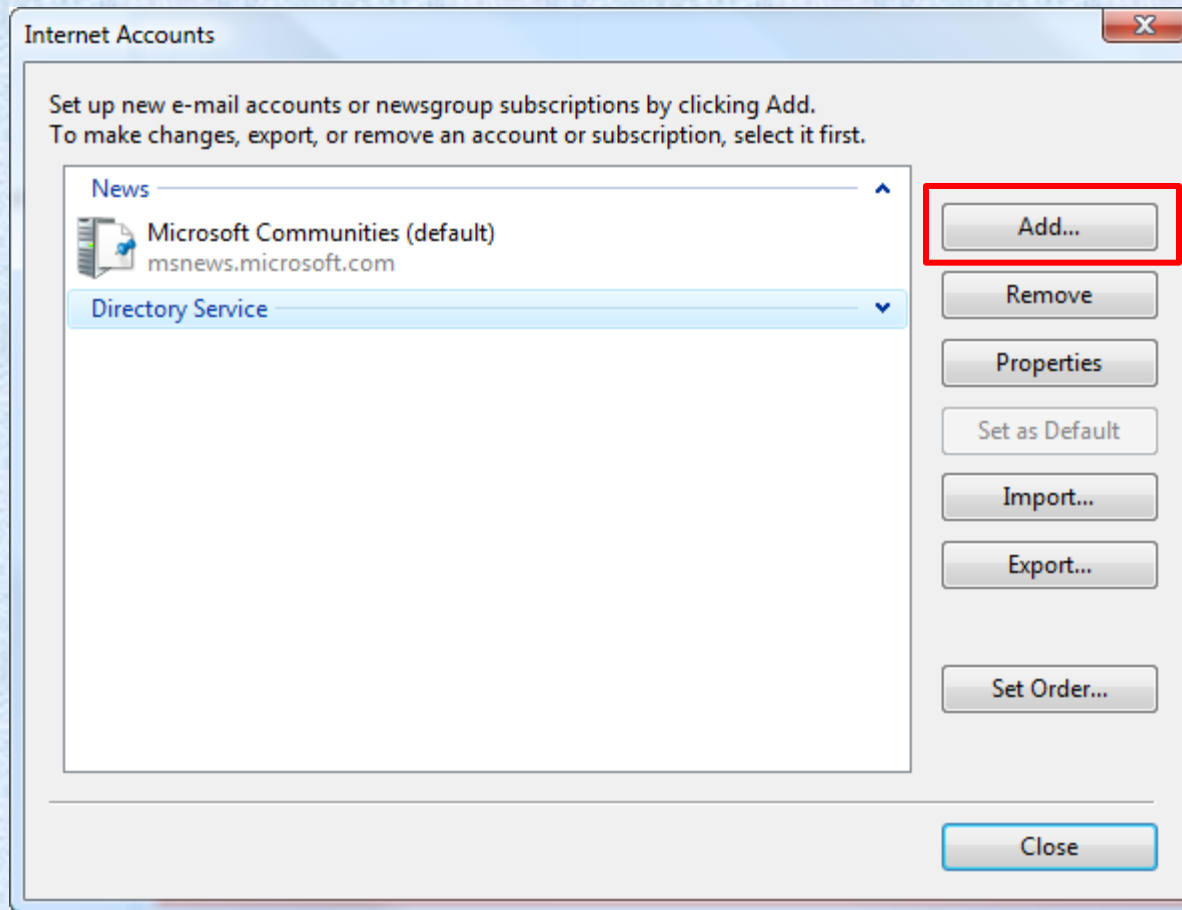 Internet Accounts
Set up new e-mail accounts or newsgroup subscriptions by clicking Add.
To make changes, export, or remove an account or subscription, select it first.
News
Microsoft Communities (default)
msnews.microsoft.com
Directory Service
Add...
Remove
Properties
Set as Default
Import...
Export...
Set Order...
Close